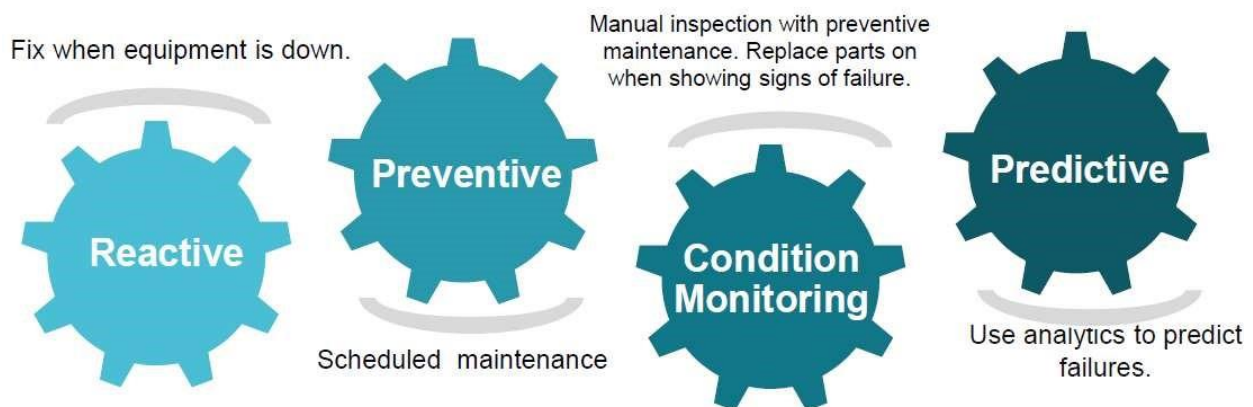 Fix when equipment is down.
Reactive
Preventive
Scheduled maintenance
Manual inspection with preventive
maintenance. Replace parts on
when showing signs of failure.
Condition
Monitoring
Predictive
Use analytics to predict
failures.